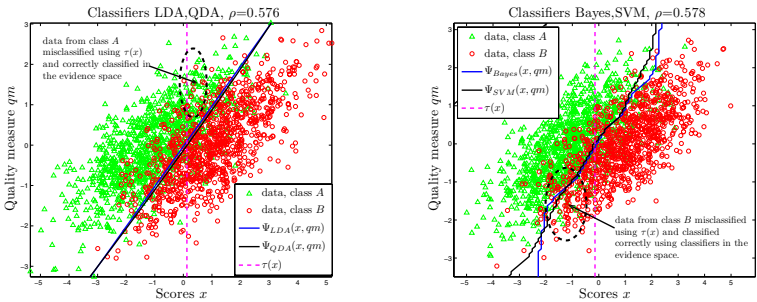 Classifiers LDA,QDA, ρ=0.576
Quality measure qm
3
2
1
0
−1
−2
−3
data from class A
misclassified using τ(x)
and correctly classified in
the evidence space
data, class A
data, class B
Ψ_LDA(x, qm)
Ψ_QDA(x, qm)
τ(x)
−5 −4 −3 −2 −1 0 1 2 3 4 5
Scores x
Classifiers Bayes,SVM, ρ=0.578
Quality measure qm
3
2
1
0
−1
−2
−3
data, class A
data, class B
Ψ_Bayes(x, qm)
Ψ_SVM(x, qm)
τ(x)
data from class B misclassified
using τ(x) and classified
correctly using classifiers in the
evidence space.
−5 −4 −3 −2 −1 0 1 2 3 4 5
Scores x